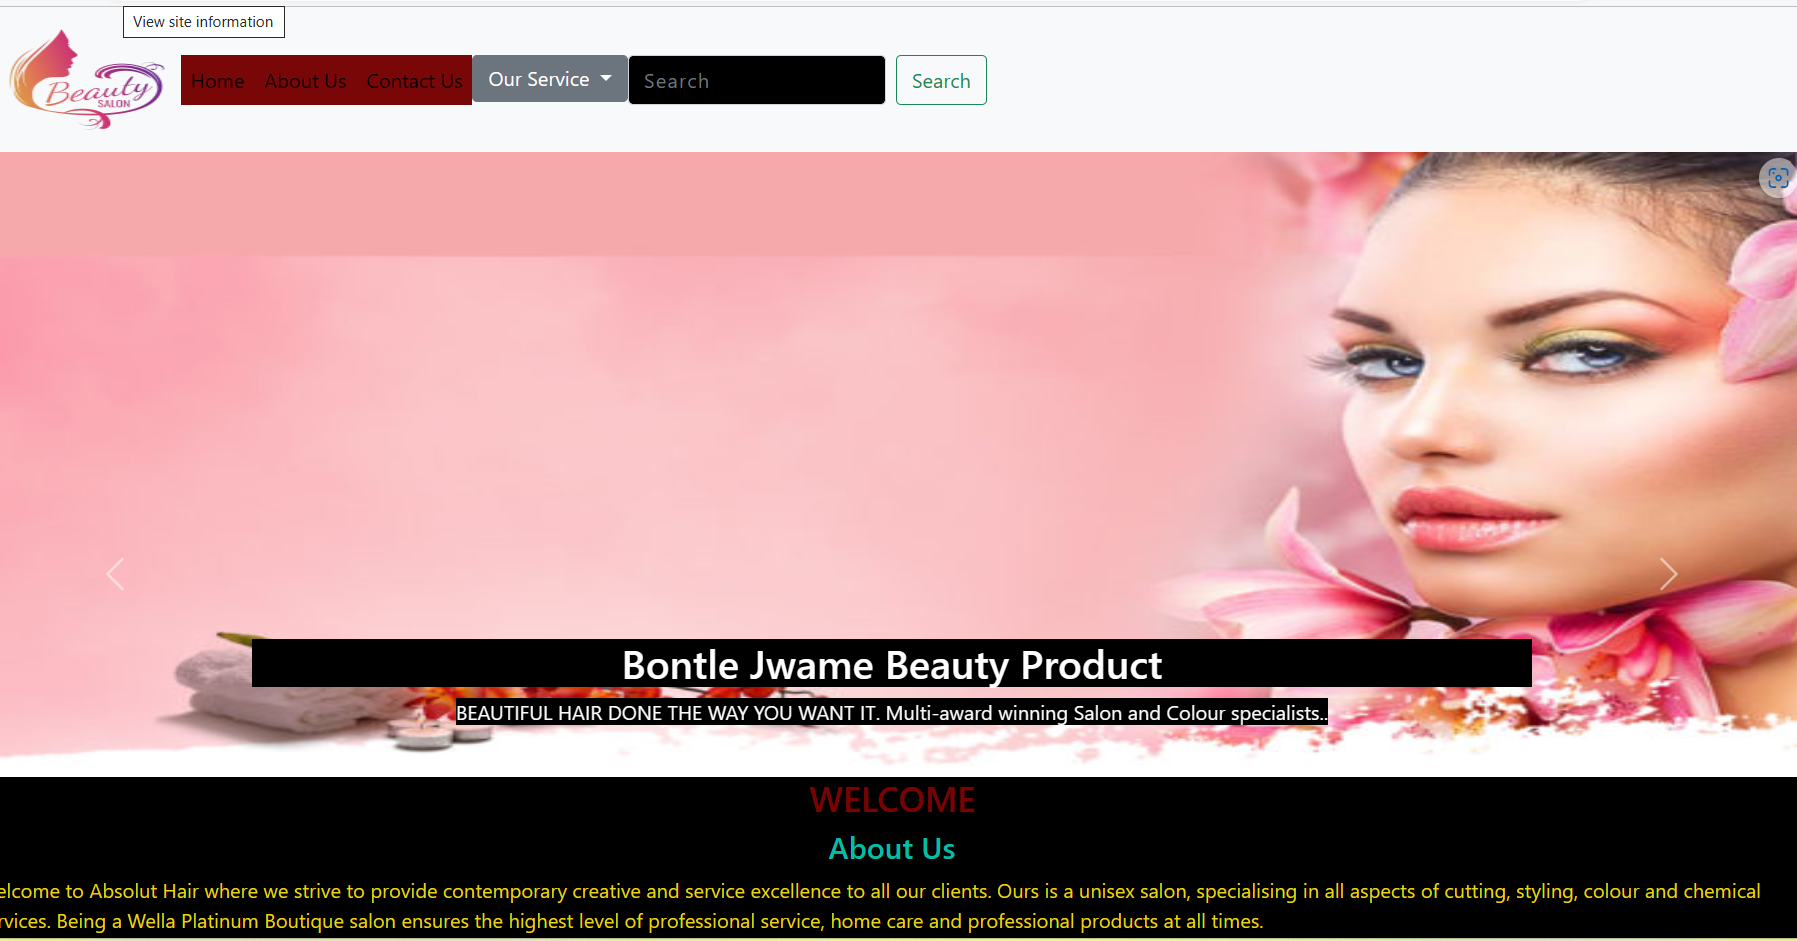 View site information
Beauty
SALON
Home About Us Contact Us Our Service Search Search
Bontle Jwame Beauty Product
BEAUTIFUL HAIR DONE THE WAY YOU WANT IT. Multi-award winning Salon and Colour specialists..
WELCOME
About Us
elcome to Absolut Hair where we strive to provide contemporary creative and service excellence to all our clients. Ours is a unisex salon, specialising in all aspects of cutting, styling, colour and chemical
rvices. Being a Wella Platinum Boutique salon ensures the highest level of professional service, home care and professional products at all times.